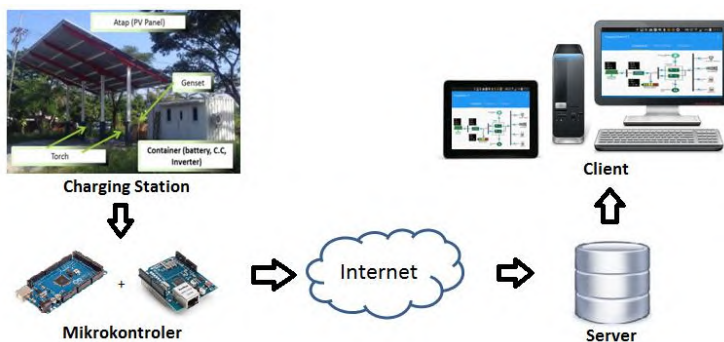 Atap (PV Panel)
Genset
Torch
Container (battery, C.C,
Inverter)
Charging Station
Client
+
Internet
Mikrokontroler
Server